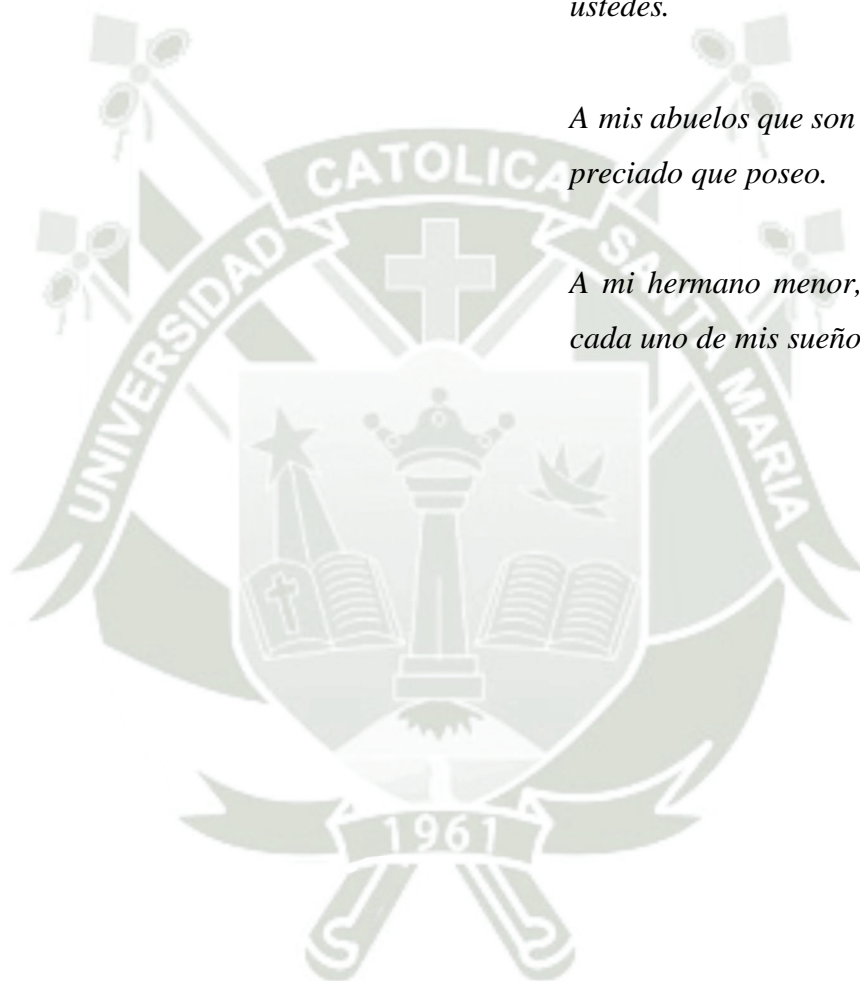 ustedes.
A mis abuelos que son
preciado que poseo.
A mi hermano menor,
cada uno de mis sueño
UNIVERSIDAD CATOLICA SANTA MARIA
1961